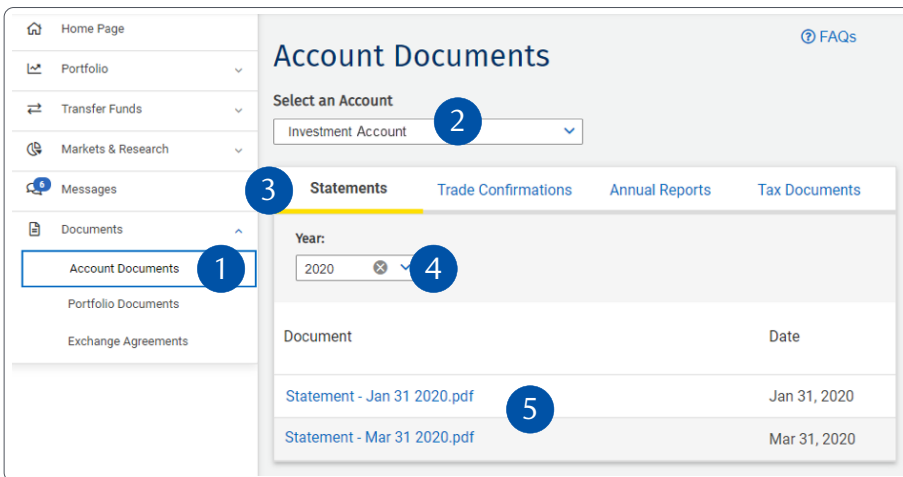 Home Page
Portfolio
Transfer Funds
Markets & Research
6
Messages
Documents
Account Documents
1
Portfolio Documents
Exchange Agreements
FAQs
Account Documents
Select an Account
Investment Account
2
3
Statements Trade Confirmations Annual Reports Tax Documents
Year:
2020
4
Document Date
Statement - Jan 31 2020.pdf Jan 31, 2020
5
Statement - Mar 31 2020.pdf Mar 31, 2020